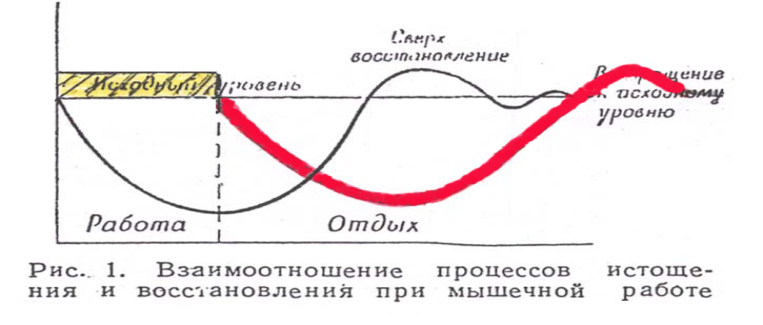 Сверх
восстановление
Исходный уровень
Возвращение
к исходному
уровню
Работа
Отдых
Рис. 1. Взаимоотношение процессов истоще-
ния и восстановления при мышечной работе